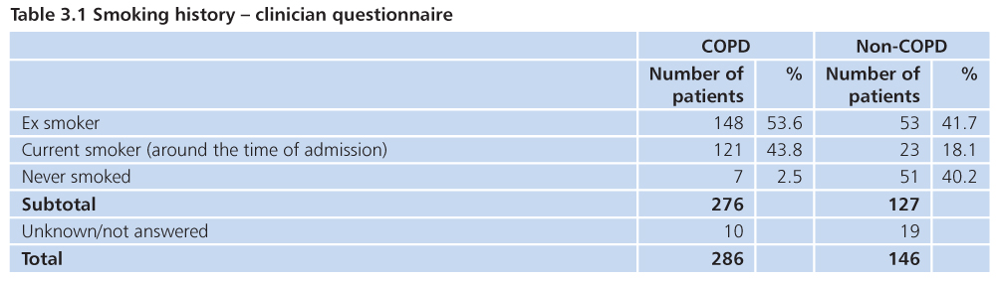 Table 3.1 Smoking history – clinician questionnaire
COPD Non-COPD
Number of patients % Number of patients %
Ex smoker 148 53.6 53 41.7
Current smoker (around the time of admission) 121 43.8 23 18.1
Never smoked 7 2.5 51 40.2
Subtotal 276 127
Unknown/not answered 10 19
Total 286 146